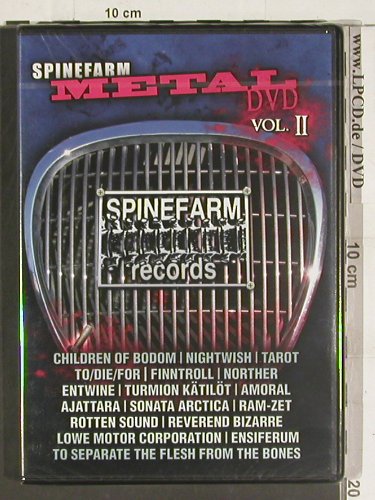 10 cm
SPINEFARM
METAL
DVD
VOL. II
SPINEFARM
records
CHILDREN OF BODOM | NIGHTWISH | TAROT
TO/DIE/FOR | FINNTROLL | NORTHER
ENTWINE | TURMION KÄTILÖT | AMORAL
AJATTARA | SONATA ARCTICA | RAM-ZET
ROTTEN SOUND | REVEREND BIZARRE
LOWE MOTOR CORPORATION | ENSIFERUM
TO SEPARATE THE FLESH FROM THE BONES
www.LPCD.de / DVD
10 cm
20